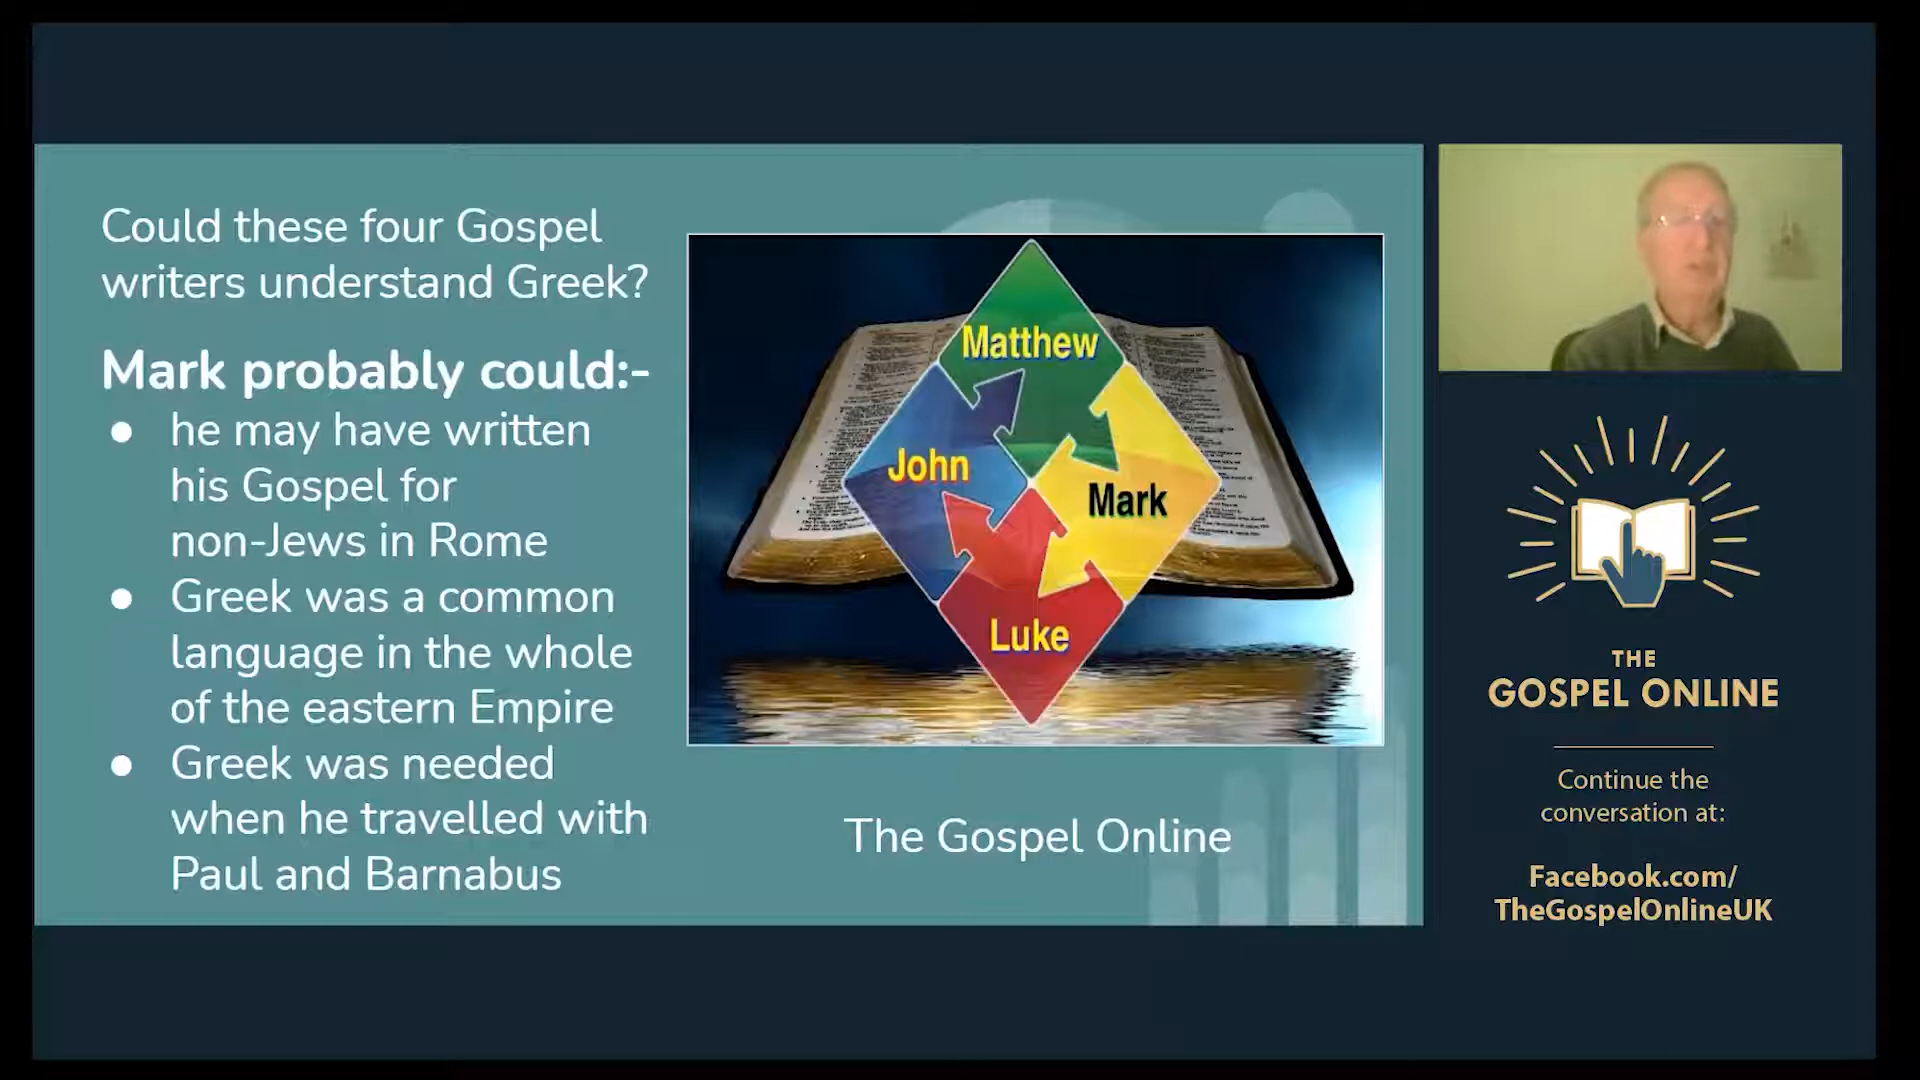 Could these four Gospel
writers understand Greek?
Mark probably could:-
● he may have written
his Gospel for
non-Jews in Rome
● Greek was a common
language in the whole
of the eastern Empire
● Greek was needed
when he travelled with
Paul and Barnabus
Matthew
John
Mark
Luke
The Gospel Online
THE
GOSPEL ONLINE
Continue the
conversation at:
Facebook.com/
TheGospelOnlineUK